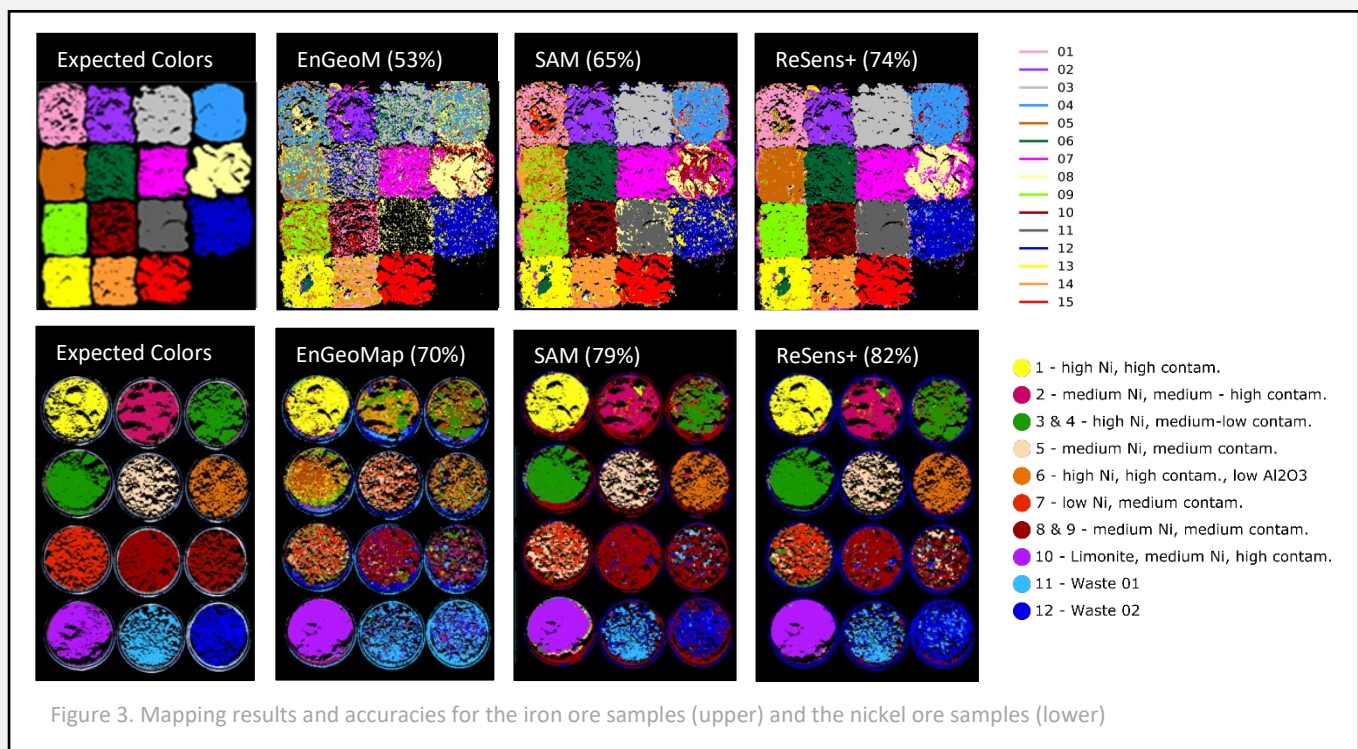 Expected Colors
EnGeoM (53%)
SAM (65%)
ReSens+ (74%)
01
02
03
04
05
06
07
08
09
10
11
12
13
14
15
Expected Colors
EnGeoMap (70%)
SAM (79%)
ReSens+ (82%)
1 - high Ni, high contam.
2 - medium Ni, medium - high contam.
3 & 4 - high Ni, medium-low contam.
5 - medium Ni, medium contam.
6 - high Ni, high contam., low Al2O3
7 - low Ni, medium contam.
8 & 9 - medium Ni, medium contam.
10 - Limonite, medium Ni, high contam.
11 - Waste 01
12 - Waste 02
Figure 3. Mapping results and accuracies for the iron ore samples (upper) and the nickel ore samples (lower)